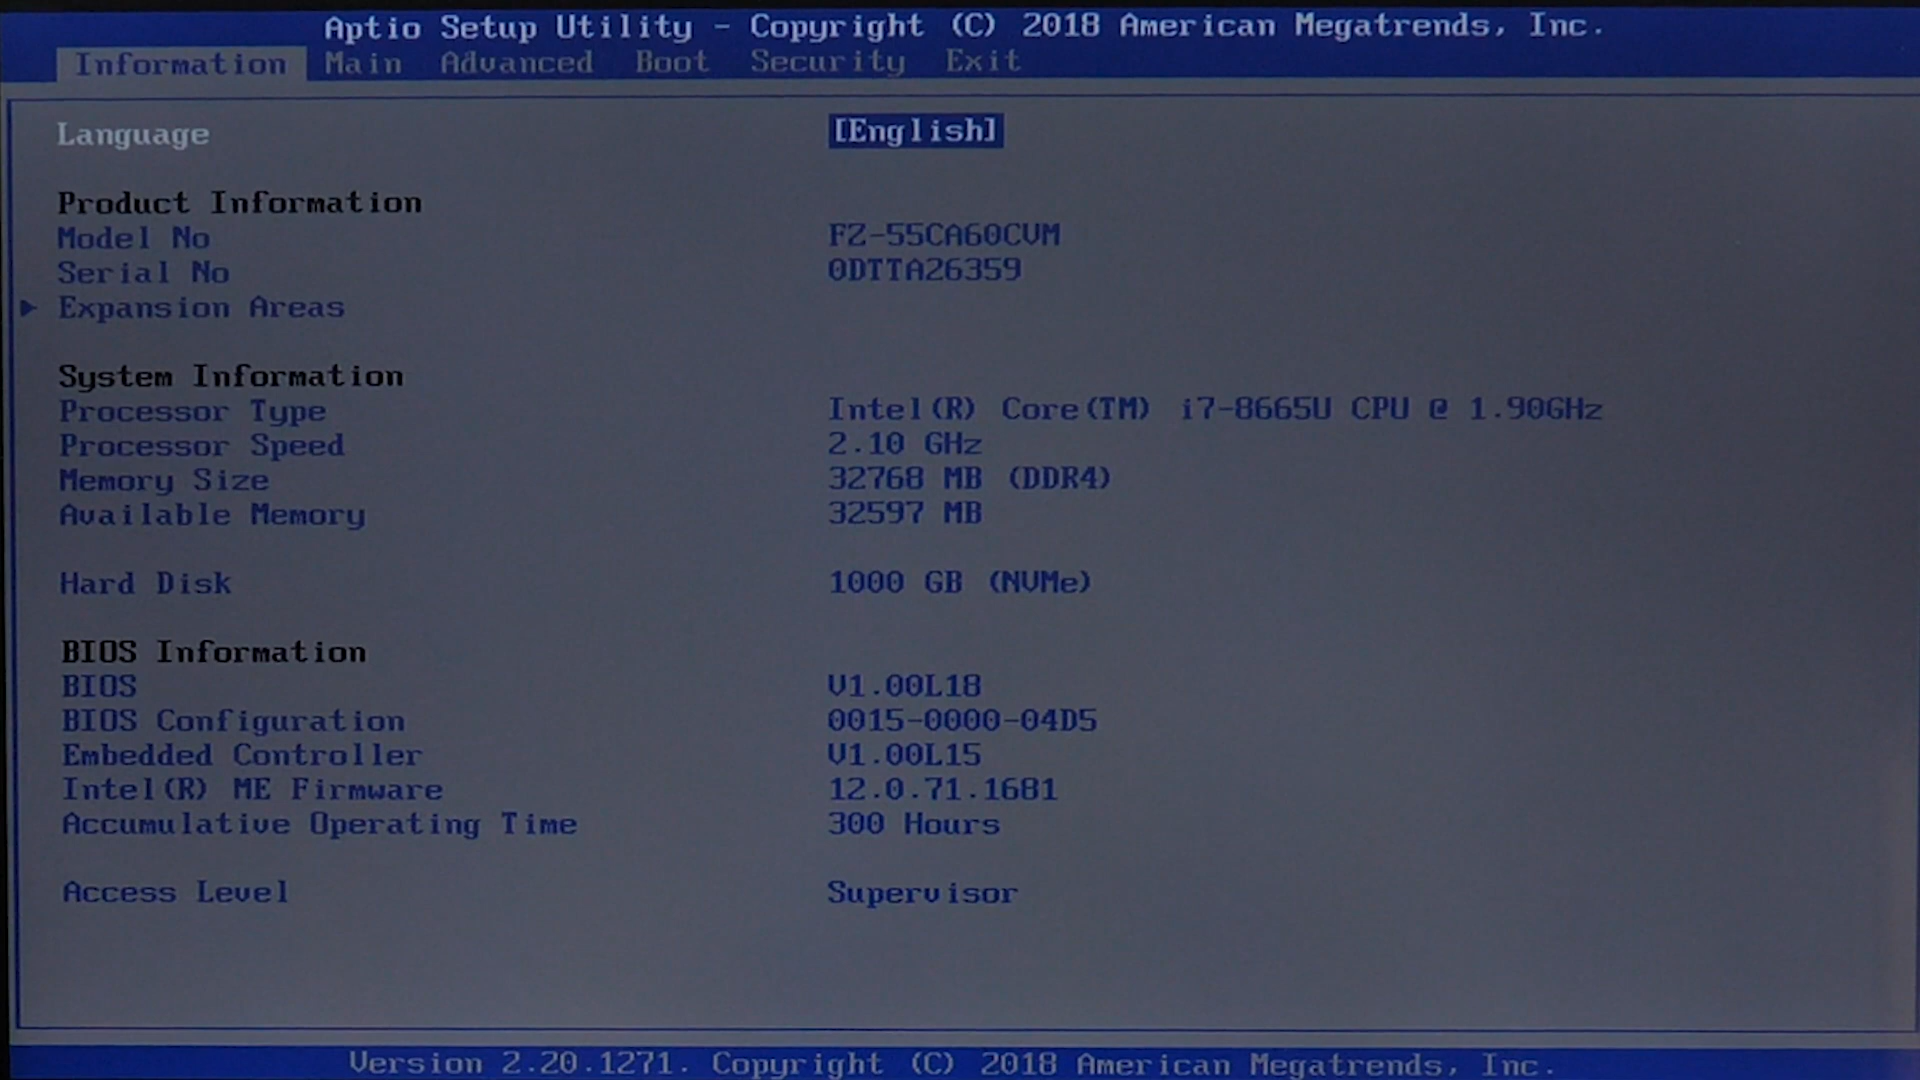 Aptio Setup Utility - Copyright (C) 2018 American Megatrends, Inc.
Information Main Advanced Boot Security Exit
Language [English]
Product Information
Model No FZ-55CA60CVM
Serial No 0DTTA26359
Expansion Areas
System Information
Processor Type Intel(R) Core(TM) i7-8665U CPU @ 1.90GHz
Processor Speed 2.10 GHz
Memory Size 32768 MB (DDR4)
Available Memory 32597 MB
Hard Disk 1000 GB (NVMe)
BIOS Information
BIOS V1.00L18
BIOS Configuration 0015-0000-04D5
Embedded Controller V1.00L15
Intel(R) ME Firmware 12.0.71.1681
Accumulative Operating Time 300 Hours
Access Level Supervisor
Version 2.20.1271. Copyright (C) 2018 American Megatrends, Inc.